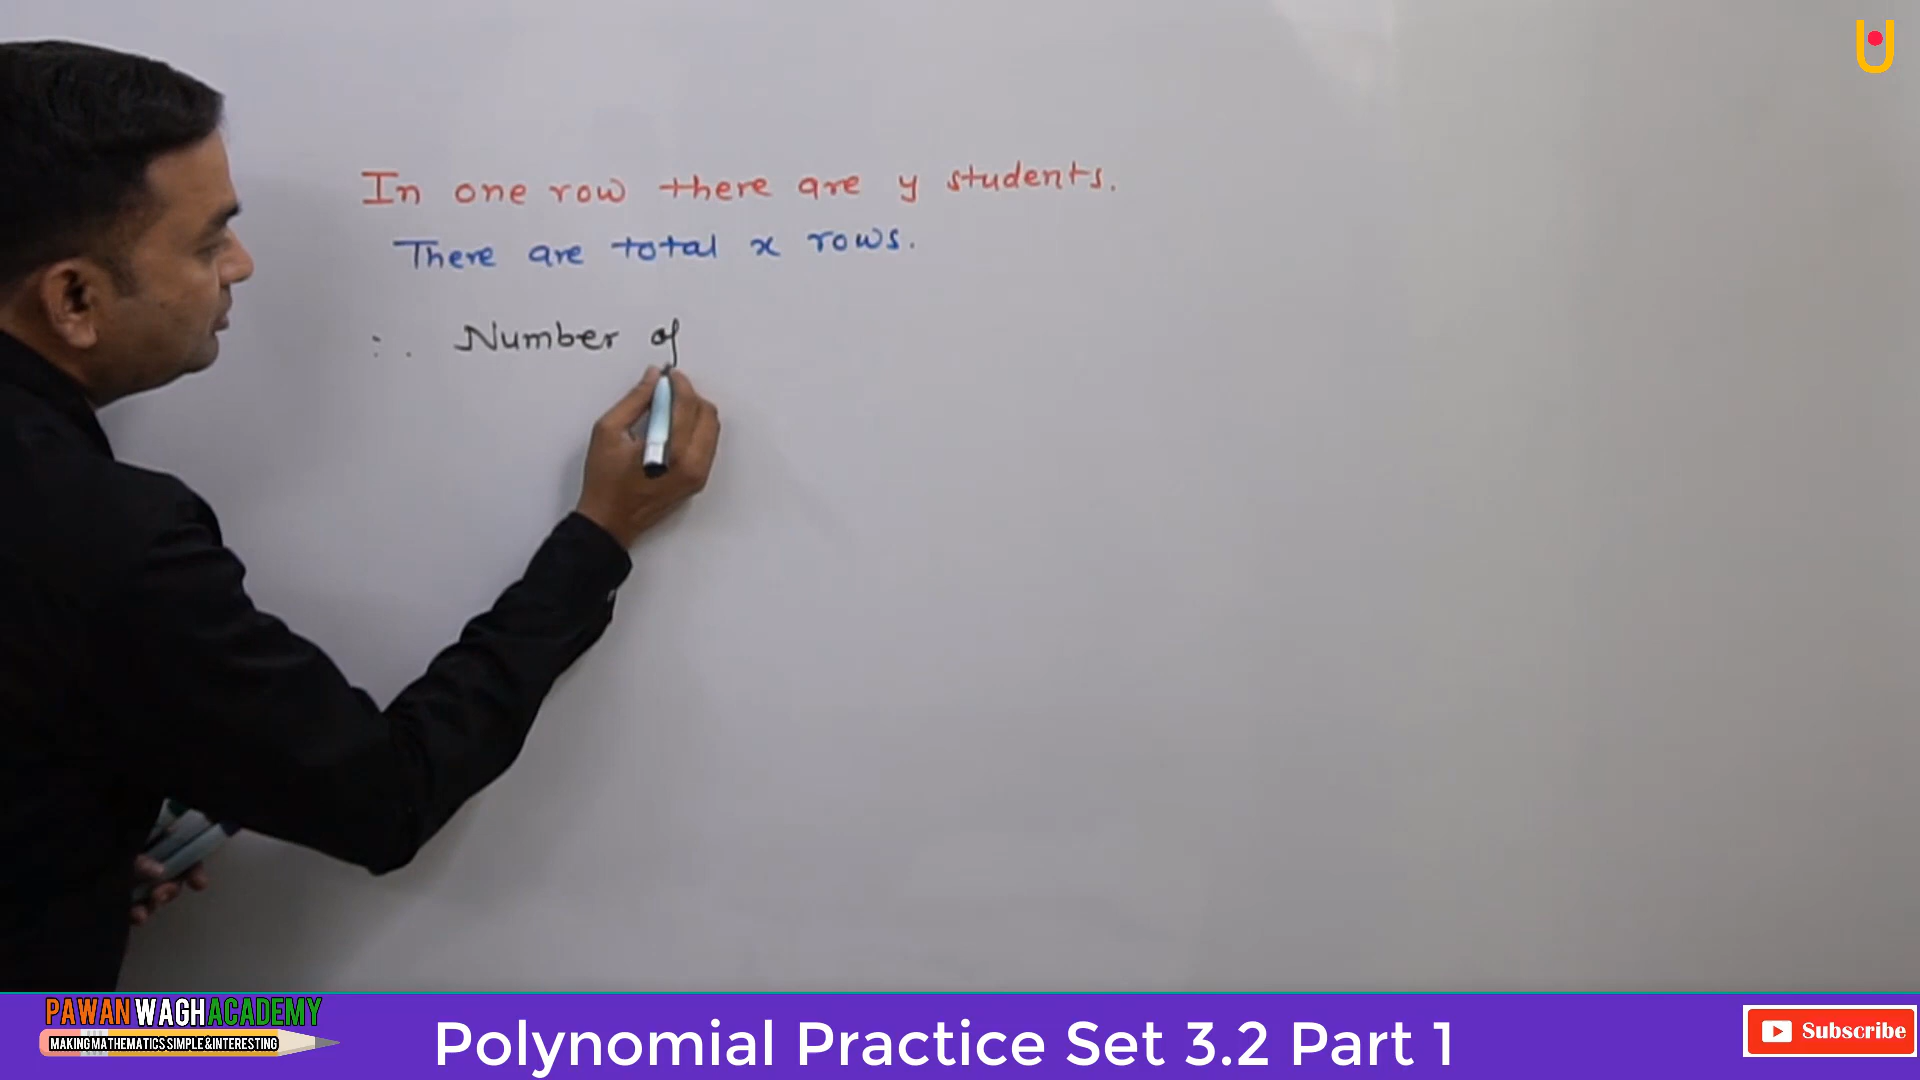 In one row there are y students.
There are total x rows.
∴ Number of
PAWAN WAGH ACADEMY
MAKING MATHEMATICS SIMPLE & INTERESTING
Polynomial Practice Set 3.2 Part 1
Subscribe